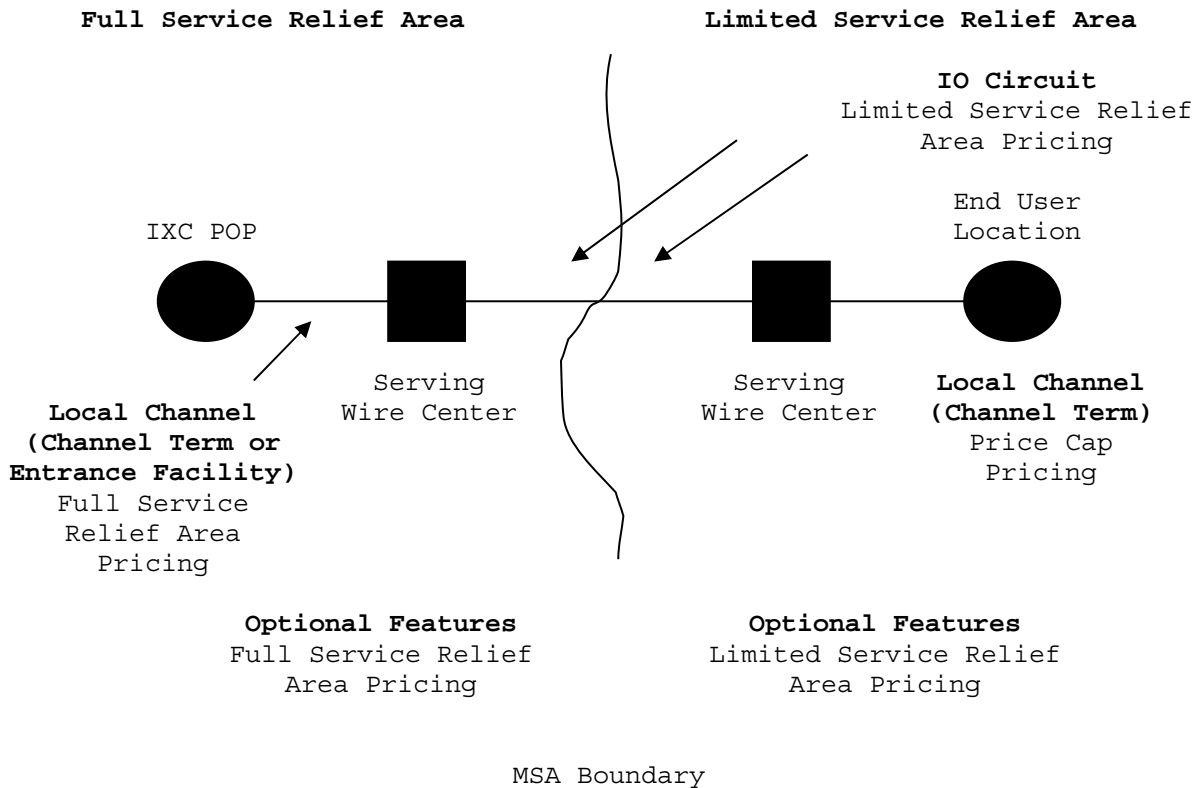 Full Service Relief Area
Limited Service Relief Area
IO Circuit
Limited Service Relief
Area Pricing
IXC POP
End User
Location
Serving
Wire Center
Serving
Wire Center
Local Channel
(Channel Term or
Entrance Facility)
Full Service
Relief Area
Pricing
Local Channel
(Channel Term)
Price Cap
Pricing
Optional Features
Full Service Relief
Area Pricing
Optional Features
Limited Service Relief
Area Pricing
MSA Boundary